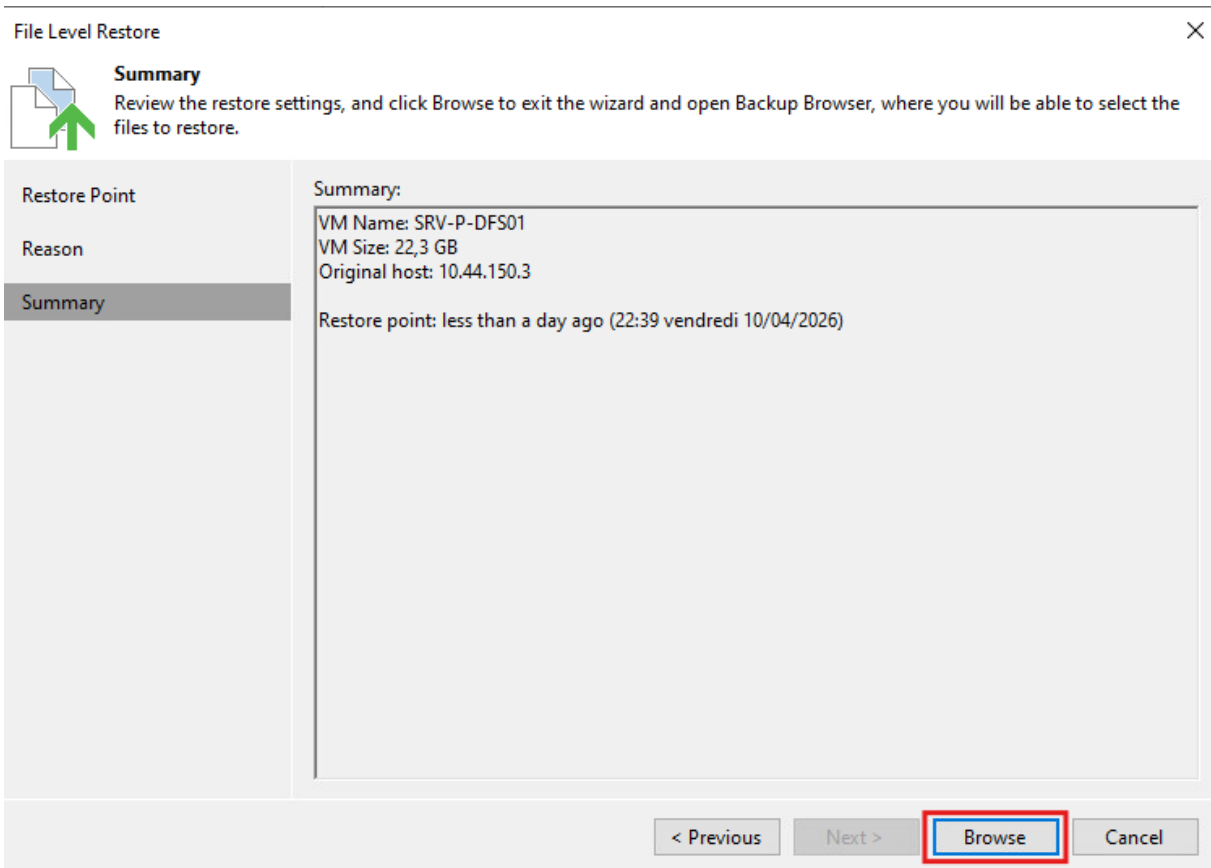 File Level Restore
Summary
Review the restore settings, and click Browse to exit the wizard and open Backup Browser, where you will be able to select the
files to restore.
Restore Point
Reason
Summary
Summary:
VM Name: SRV-P-DFS01
VM Size: 22,3 GB
Original host: 10.44.150.3
Restore point: less than a day ago (22:39 vendredi 10/04/2026)
< Previous
Next >
Browse
Cancel